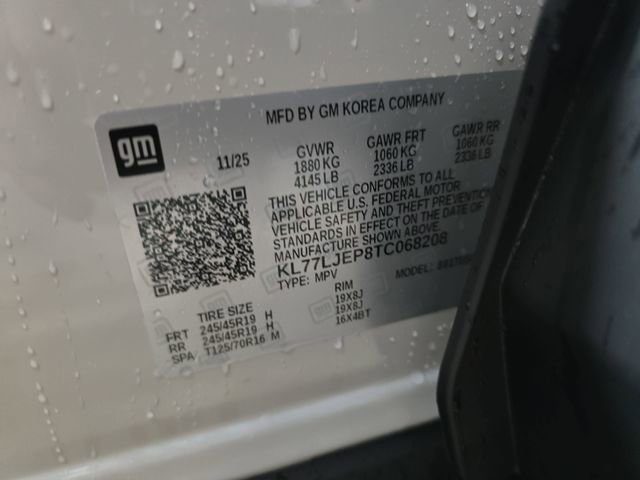 MFD BY GM KOREA COMPANY
gm
11/25
GVWR GAWR FRT GAWR RR
1880 KG 1060 KG 1060 KG
4145 LB 2336 LB 2336 LB
THIS VEHICLE CONFORMS TO ALL
APPLICABLE U.S. FEDERAL MOTOR
VEHICLE SAFETY AND THEFT PREVENTION
STANDARDS IN EFFECT ON THE DATE OF
MANUFACTURE SHOWN ABOVE.
KL77LJEP8TC068208
TYPE: MPV MODEL:
TIRE SIZE RIM
FRT 245/45R19 H 19X8J
RR 245/45R19 H 19X8J
SPA T125/70R16 M 16X4BT